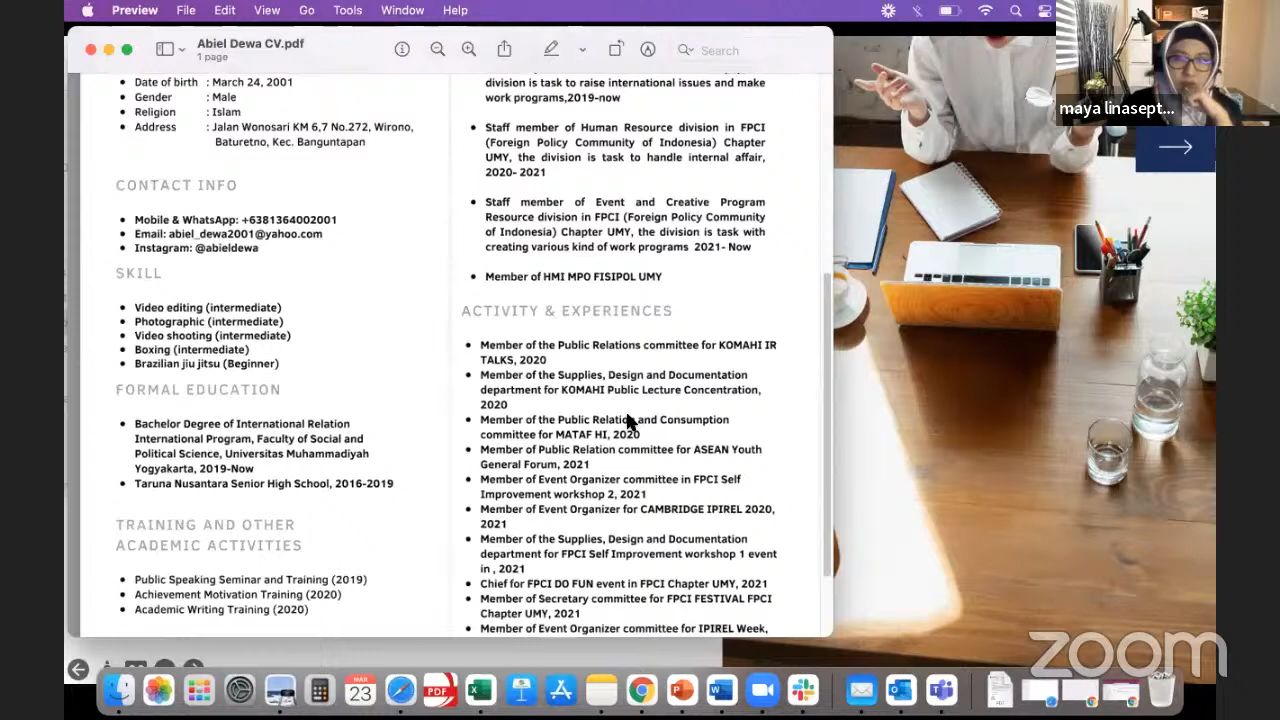 Preview File Edit View Go Tools Window Help
Abiel Dewa CV.pdf
1 page
Search
maya linasept...
Date of birth : March 24, 2001
Gender : Male
Religion : Islam
Address : Jalan Wonosari KM 6,7 No.272, Wirono,
Baturetno, Kec. Banguntapan
CONTACT INFO
Mobile & WhatsApp: +6381364002001
Email: abiel_dewa2001@yahoo.com
Instagram: @abieldewa
SKILL
Video editing (intermediate)
Photographic (intermediate)
Video shooting (intermediate)
Boxing (intermediate)
Brazilian jiu jitsu (Beginner)
FORMAL EDUCATION
Bachelor Degree of International Relation
International Program, Faculty of Social and
Political Science, Universitas Muhammadiyah
Yogyakarta, 2019-Now
Taruna Nusantara Senior High School, 2016-2019
TRAINING AND OTHER
ACADEMIC ACTIVITIES
Public Speaking Seminar and Training (2019)
Achievement Motivation Training (2020)
Academic Writing Training (2020)
division is task to raise international issues and make
work programs,2019-now
Staff member of Human Resource division in FPCI
(Foreign Policy Community of Indonesia) Chapter
UMY, the division is task to handle internal affair,
2020- 2021
Staff member of Event and Creative Program
Resource division in FPCI (Foreign Policy Community
of Indonesia) Chapter UMY, the division is task with
creating various kind of work programs 2021- Now
Member of HMI MPO FISIPOL UMY
ACTIVITY & EXPERIENCES
Member of the Public Relations committee for KOMAHI IR
TALKS, 2020
Member of the Supplies, Design and Documentation
department for KOMAHI Public Lecture Concentration,
2020
Member of the Public Relation and Consumption
committee for MATAF HI, 2020
Member of Public Relation committee for ASEAN Youth
General Forum, 2021
Member of Event Organizer committee in FPCI Self
Improvement workshop 2, 2021
Member of Event Organizer for CAMBRIDGE IPIREL 2020,
2021
Member of the Supplies, Design and Documentation
department for FPCI Self Improvement workshop 1 event
in , 2021
Chief for FPCI DO FUN event in FPCI Chapter UMY, 2021
Member of Secretary committee for FPCI FESTIVAL FPCI
Chapter UMY, 2021
Member of Event Organizer committee for IPIREL Week,
zoom
MAR
23
PDF